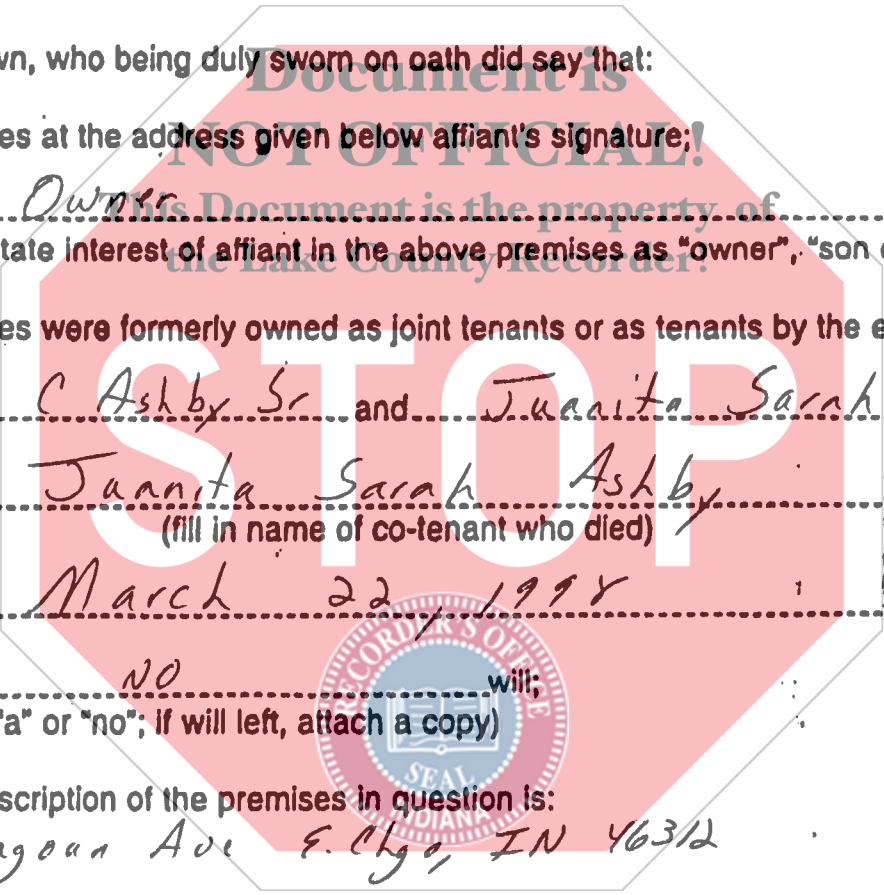 wn, who being duly sworn on oath did say that:
Document is
es at the address given below affiant's signature;
NOT OFFICIAL!
Owner
This Document is the property of
tate interest of affiant in the above premises as "owner", "son
the Lake County Recorder!
es were formerly owned as joint tenants or as tenants by the e
STOP
C Ashby Sr and Juanita Sarah
Juanita Sarah Ashby
(fill in name of co-tenant who died)
March 22, 1998
RECORDER'S OFFICE
NO will;
"a" or "no"; if will left, attach a copy)
SEAL
INDIANA
scription of the premises in question is:
Ave E. Chgo, IN 46312